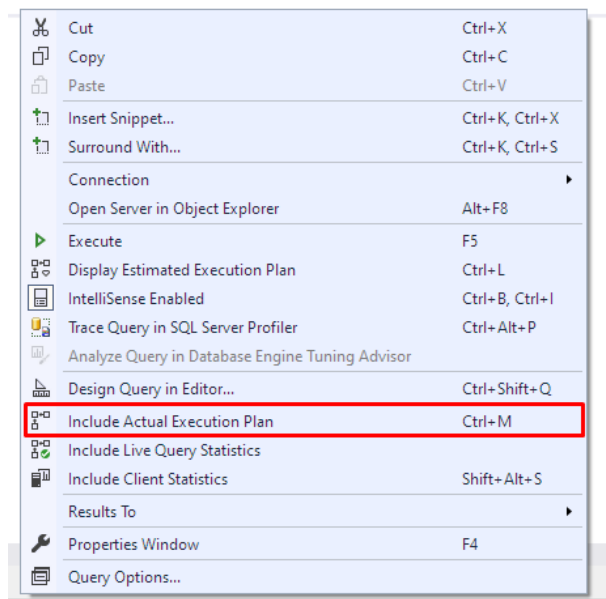 Cut Ctrl+X
Copy Ctrl+C
Paste Ctrl+V
Insert Snippet... Ctrl+K, Ctrl+X
Surround With... Ctrl+K, Ctrl+S
Connection
Open Server in Object Explorer Alt+F8
Execute F5
Display Estimated Execution Plan Ctrl+L
IntelliSense Enabled Ctrl+B, Ctrl+I
Trace Query in SQL Server Profiler Ctrl+Alt+P
Analyze Query in Database Engine Tuning Advisor
Design Query in Editor... Ctrl+Shift+Q
Include Actual Execution Plan Ctrl+M
Include Live Query Statistics
Include Client Statistics Shift+Alt+S
Results To
Properties Window F4
Query Options...